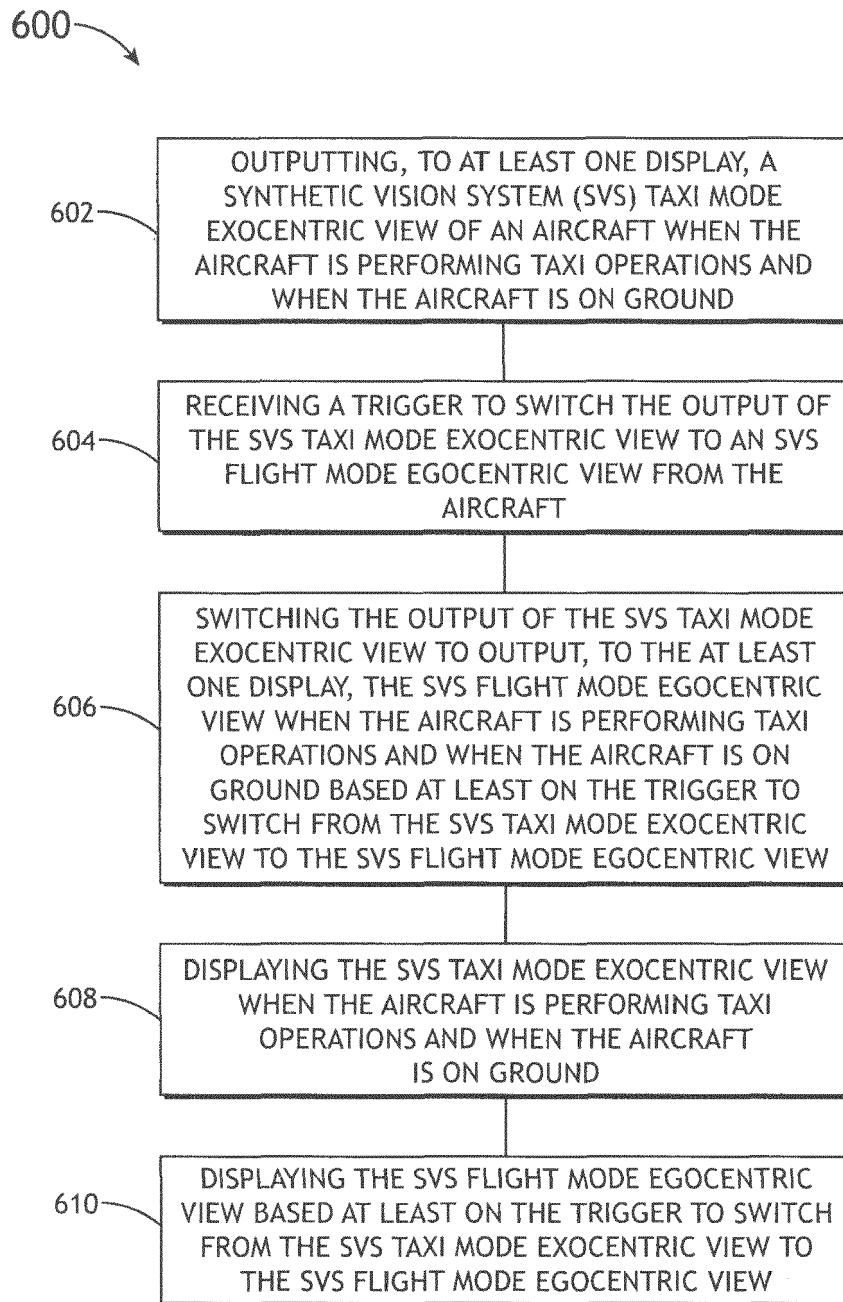 600
602
OUTPUTTING, TO AT LEAST ONE DISPLAY, A
SYNTHETIC VISION SYSTEM (SVS) TAXI MODE
EXOCENTRIC VIEW OF AN AIRCRAFT WHEN THE
AIRCRAFT IS PERFORMING TAXI OPERATIONS AND
WHEN THE AIRCRAFT IS ON GROUND
604
RECEIVING A TRIGGER TO SWITCH THE OUTPUT OF
THE SVS TAXI MODE EXOCENTRIC VIEW TO AN SVS
FLIGHT MODE EGOCENTRIC VIEW FROM THE
AIRCRAFT
606
SWITCHING THE OUTPUT OF THE SVS TAXI MODE
EXOCENTRIC VIEW TO OUTPUT, TO THE AT LEAST
ONE DISPLAY, THE SVS FLIGHT MODE EGOCENTRIC
VIEW WHEN THE AIRCRAFT IS PERFORMING TAXI
OPERATIONS AND WHEN THE AIRCRAFT IS ON
GROUND BASED AT LEAST ON THE TRIGGER TO
SWITCH FROM THE SVS TAXI MODE EXOCENTRIC
VIEW TO THE SVS FLIGHT MODE EGOCENTRIC VIEW
608
DISPLAYING THE SVS TAXI MODE EXOCENTRIC VIEW
WHEN THE AIRCRAFT IS PERFORMING TAXI
OPERATIONS AND WHEN THE AIRCRAFT
IS ON GROUND
610
DISPLAYING THE SVS FLIGHT MODE EGOCENTRIC
VIEW BASED AT LEAST ON THE TRIGGER TO SWITCH
FROM THE SVS TAXI MODE EXOCENTRIC VIEW TO
THE SVS FLIGHT MODE EGOCENTRIC VIEW